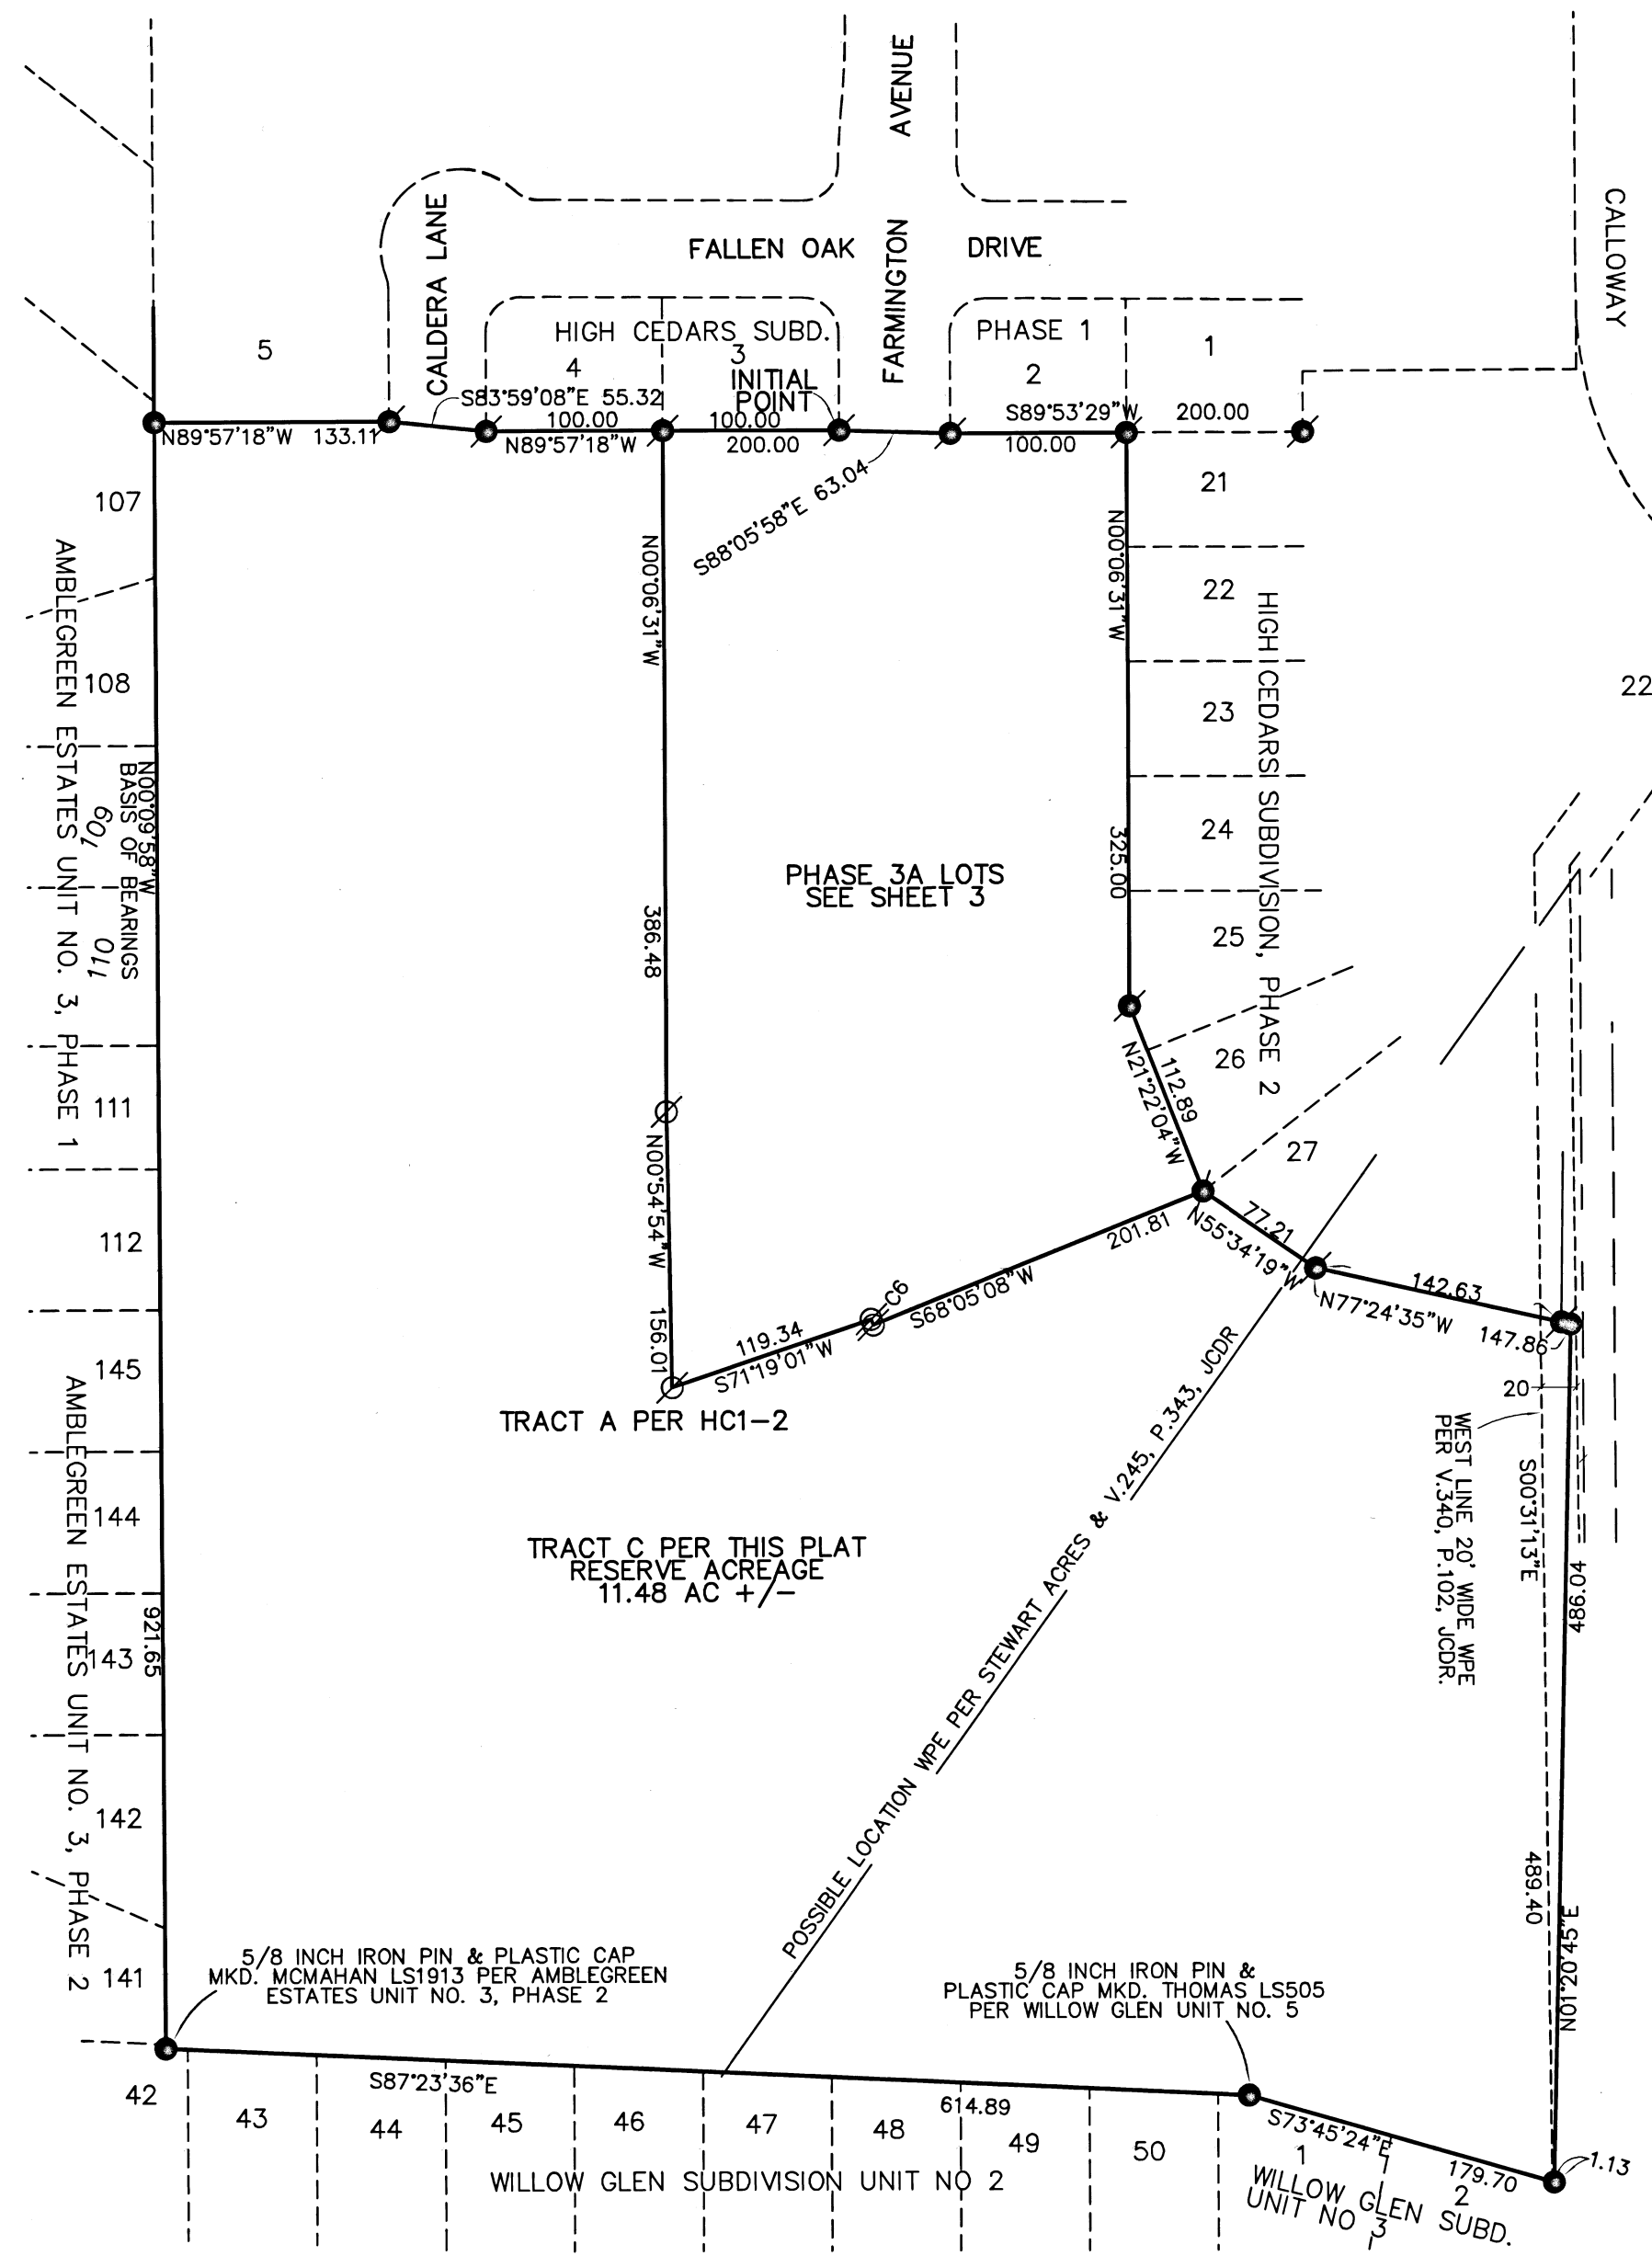 AVENUE
CALLOWAY
CALDERA LANE
FALLEN OAK DRIVE
FARMINGTON
HIGH CEDARS SUBD. PHASE 1
5
4
3
2
1
INITIAL
POINT
S83°59'08"E 55.32
N89°57'18"W 133.11
100.00
N89°57'18"W
100.00
200.00
S88°05'58"E 63.04
S89°53'29"W
100.00
200.00
107
108
109
110
111
112
145
144
143
142
141
AMBLEGREEN ESTATES UNIT NO. 3, PHASE 1
AMBLEGREEN ESTATES UNIT NO. 3, PHASE 2
N00°09'58"W
BASIS OF BEARINGS
921.65
N00°06'31"W
386.48
N00°54'54"W
156.01
PHASE 3A LOTS
SEE SHEET 3
N00°06'31"W
325.00
21
22
23
24
25
26
27
22
HIGH CEDARS SUBDIVISION, PHASE 2
112.89
N21°22'04"W
77.21
N55°34'19"W
142.63
N77°24'35"W
147.86
20
201.81
S68°05'08"W
C6
119.34
S71°19'01"W
TRACT A PER HC1-2
TRACT C PER THIS PLAT
RESERVE ACREAGE
11.48 AC +/-
POSSIBLE LOCATION WPE PER STEWART ACRES & V.245, P.343, JCDR
WEST LINE 20' WIDE WPE
PER V.340, P.102, JCDR.
S00°31'13"E
489.40
486.04
N01°20'45"E
5/8 INCH IRON PIN & PLASTIC CAP
MKD. MCMAHAN LS1913 PER AMBLEGREEN
ESTATES UNIT NO. 3, PHASE 2
5/8 INCH IRON PIN &
PLASTIC CAP MKD. THOMAS LS505
PER WILLOW GLEN UNIT NO. 5
S87°23'36"E
614.89
S73°45'24"E
179.70
1.13
42
43
44
45
46
47
48
49
50
1
2
WILLOW GLEN SUBDIVISION UNIT NO 2
WILLOW GLEN SUBD.
UNIT NO 3